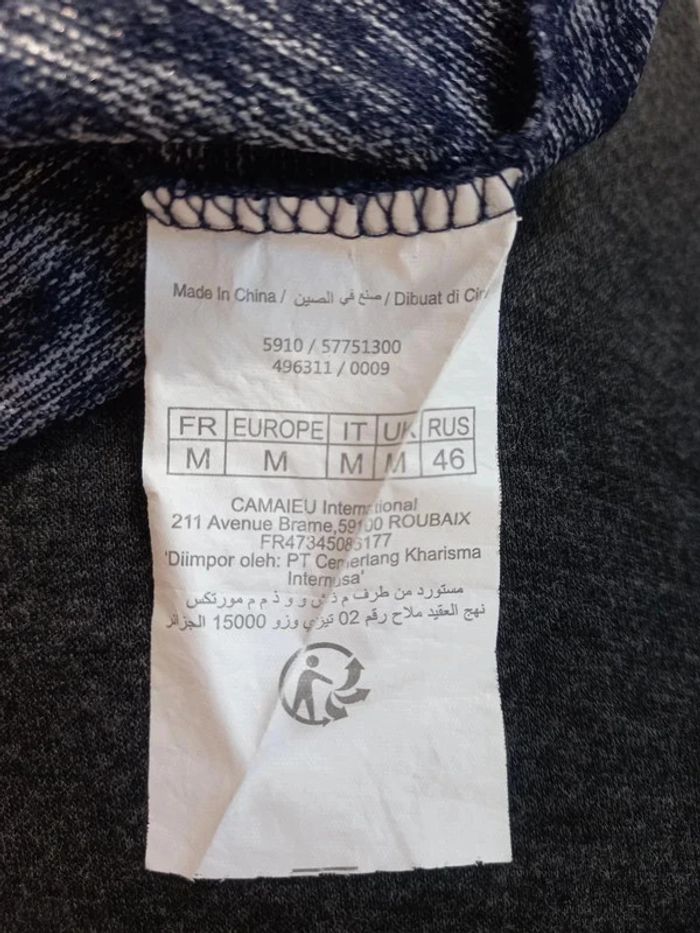 Made In China / صنع في الصين / Dibuat di
5910 / 57751300
496311 / 0009
FR EUROPE IT UK RUS
M M M M 46
CAMAIEU International
211 Avenue Brame,59100 ROUBAIX
FR47345086177
'Diimpor oleh: PT Cemerlang Kharisma
Internusa'
مستورد من طرف م ذ ش و و ذ م م مورتكس
نهج العقيد ملاح رقم 02 تيزي وزو 15000 الجزائر